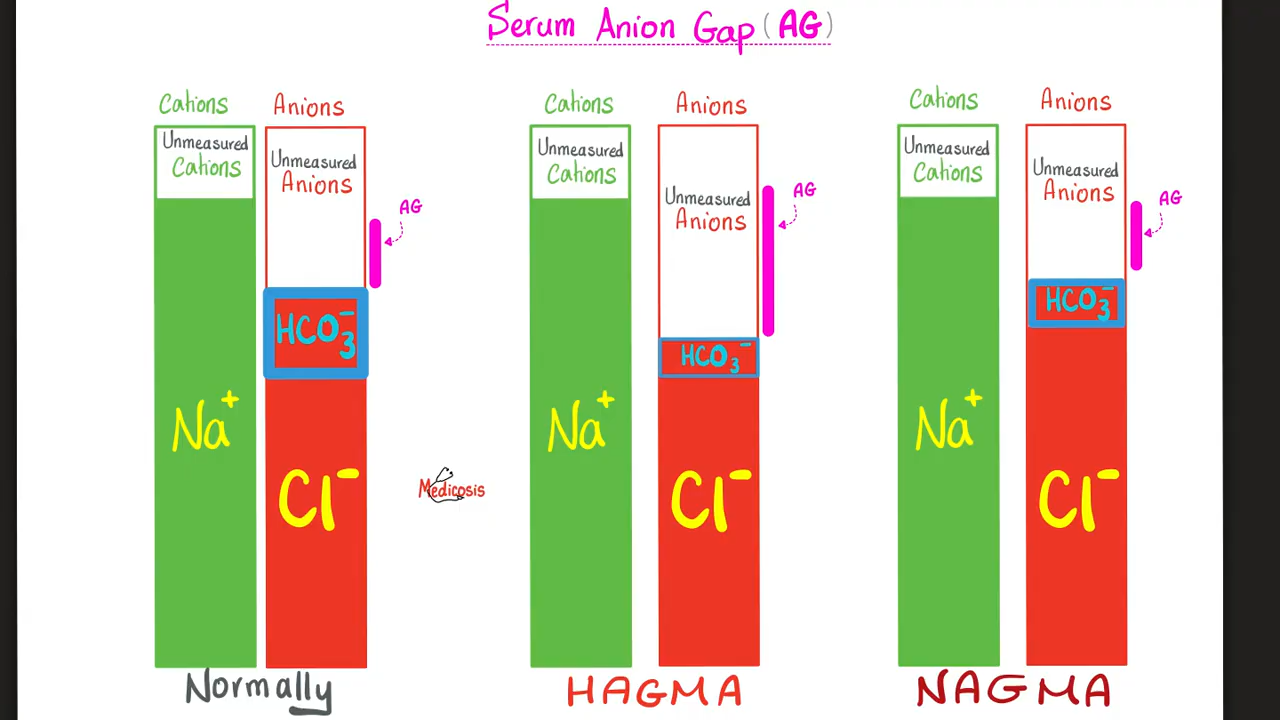 Serum Anion Gap (AG)
Cations
Anions
Unmeasured
Cations
Unmeasured
Anions
AG
HCO3-
Na+
Cl-
Normally
Medicosis
Cations
Anions
Unmeasured
Cations
Unmeasured
Anions
AG
HCO3-
Na+
Cl-
HAGMA
Cations
Anions
Unmeasured
Cations
Unmeasured
Anions
AG
HCO3-
Na+
Cl-
NAGMA